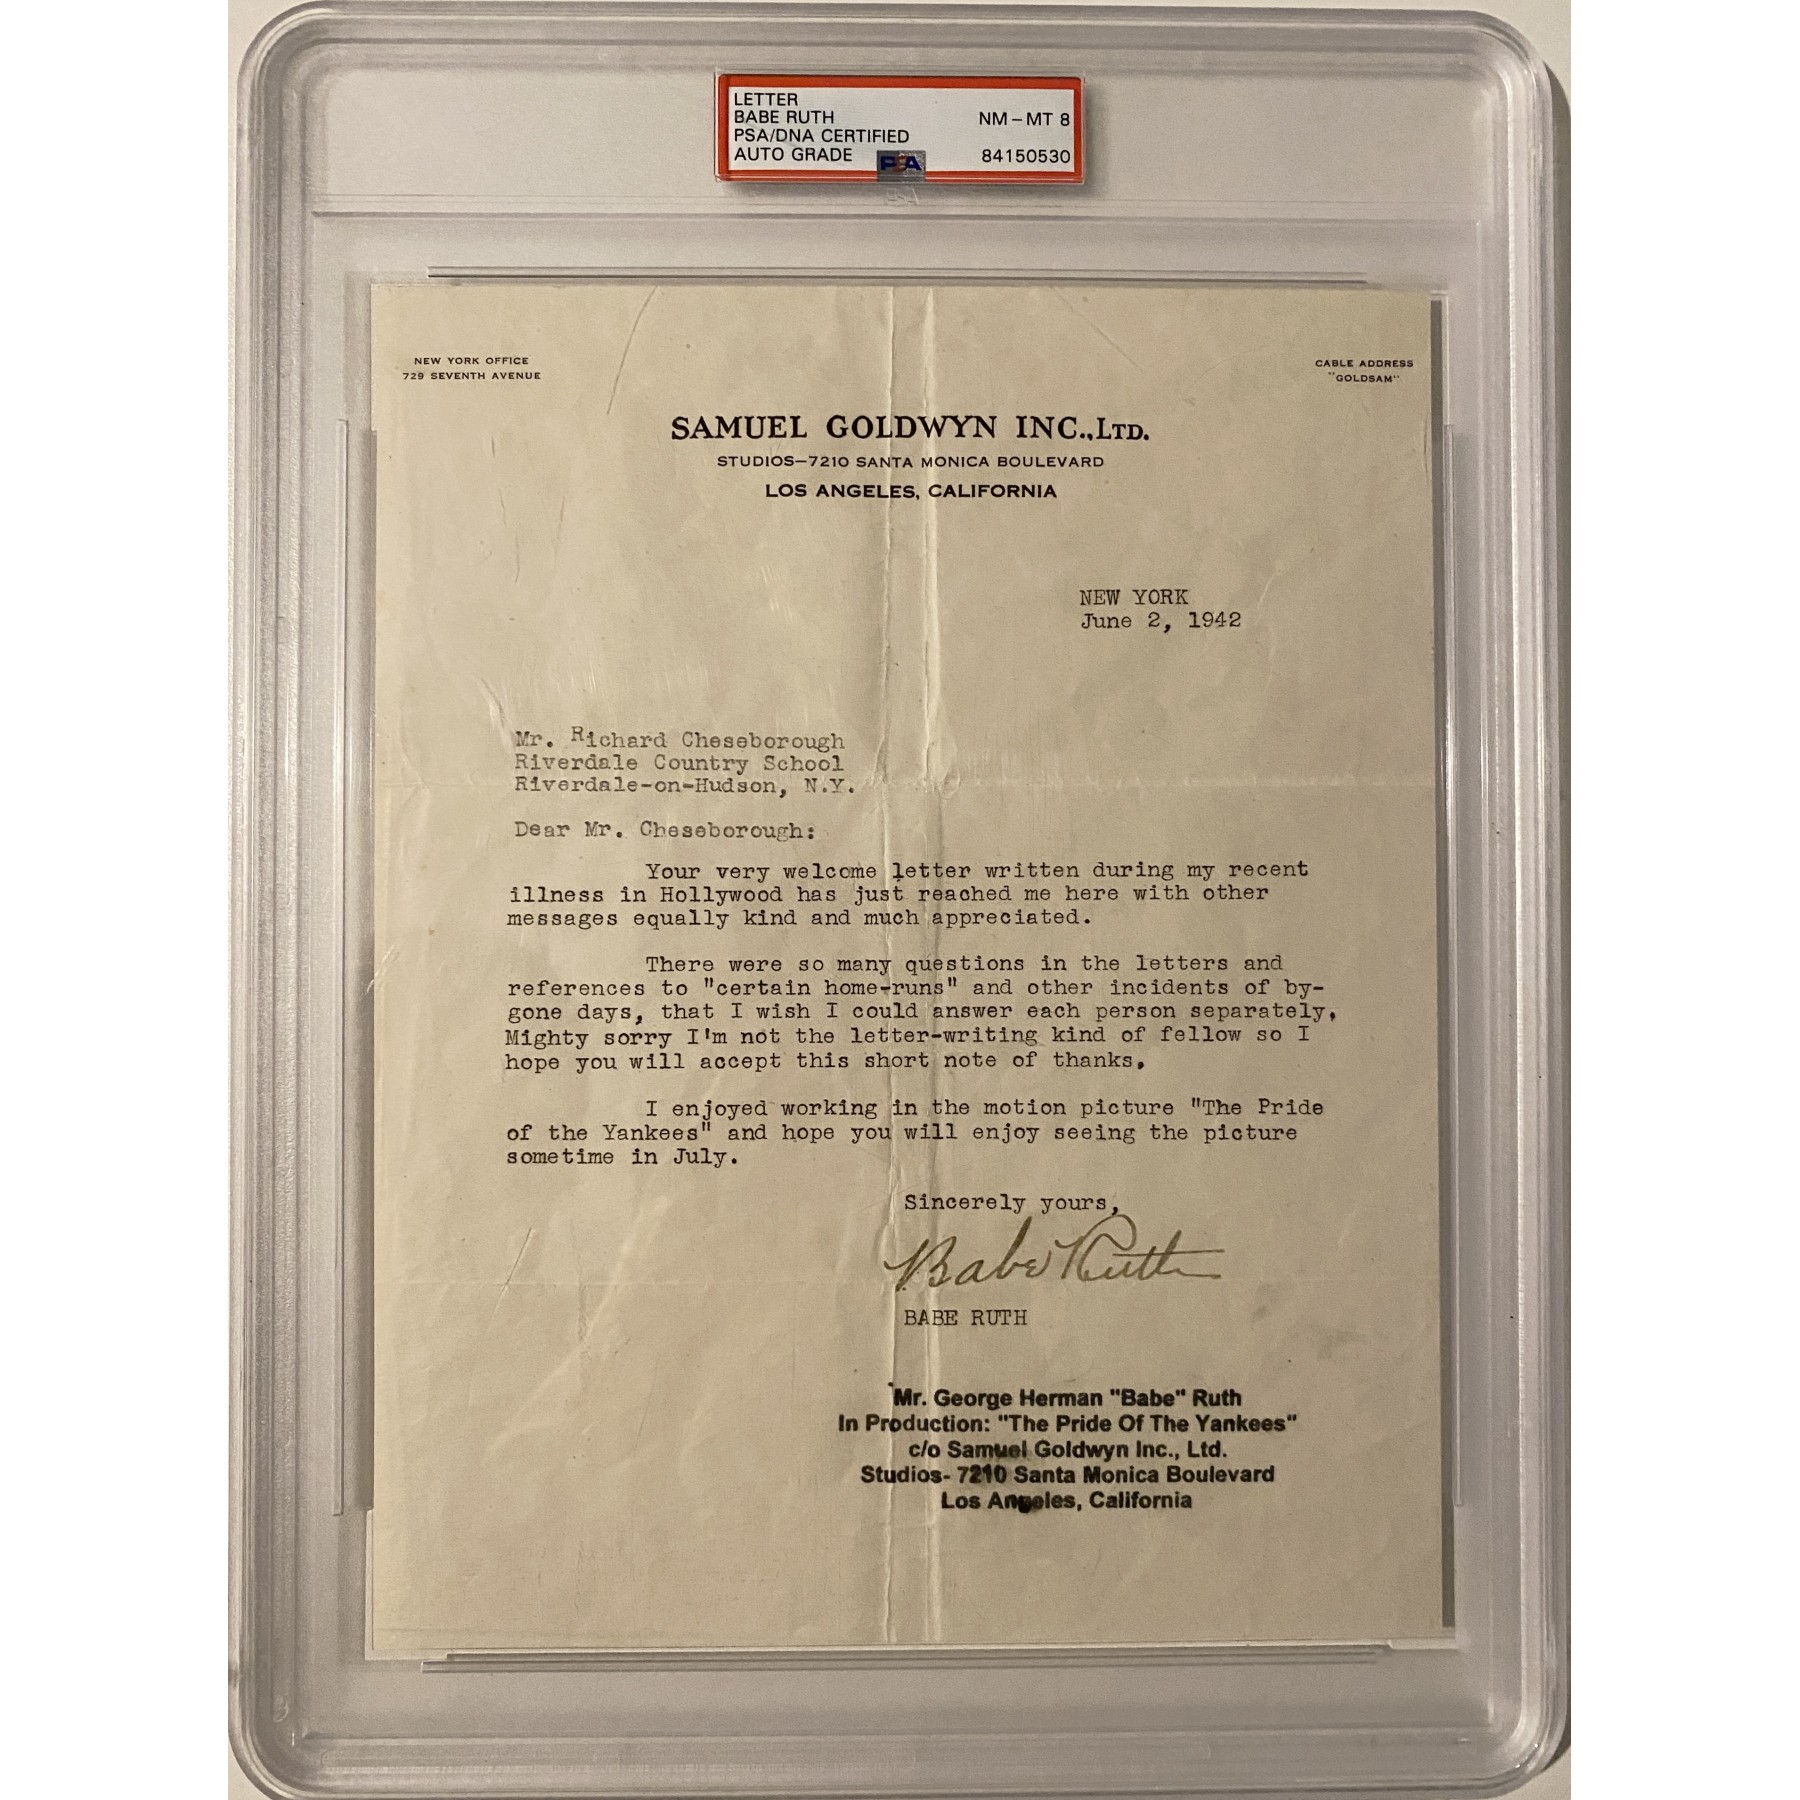 LETTER
BABE RUTH NM-MT 8
PSA/DNA CERTIFIED
AUTO GRADE PSA 84150530
NEW YORK OFFICE
729 SEVENTH AVENUE
CABLE ADDRESS
"GOLDSAM"
SAMUEL GOLDWYN INC.,LTD.
STUDIOS-7210 SANTA MONICA BOULEVARD
LOS ANGELES, CALIFORNIA
NEW YORK
June 2, 1942
Mr. Richard Cheseborough
Riverdale Country School
Riverdale-on-Hudson, N.Y.
Dear Mr. Cheseborough:
Your very welcome letter written during my recent
illness in Hollywood has just reached me here with other
messages equally kind and much appreciated.
There were so many questions in the letters and
references to "certain home-runs" and other incidents of by-
gone days, that I wish I could answer each person separately.
Mighty sorry I'm not the letter-writing kind of fellow so I
hope you will accept this short note of thanks.
I enjoyed working in the motion picture "The Pride
of the Yankees" and hope you will enjoy seeing the picture
sometime in July.
Sincerely yours,
Babe Ruth
BABE RUTH
Mr. George Herman "Babe" Ruth
In Production: "The Pride Of The Yankees"
c/o Samuel Goldwyn Inc., Ltd.
Studios- 7210 Santa Monica Boulevard
Los Angeles, California